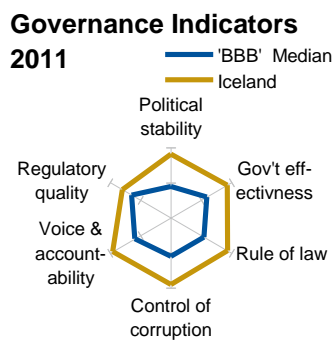 Governance Indicators
2011
'BBB' Median
Iceland
Political
stability
Gov't eff-
ectivness
Rule of law
Control of
corruption
Voice &
account-
ability
Regulatory
quality